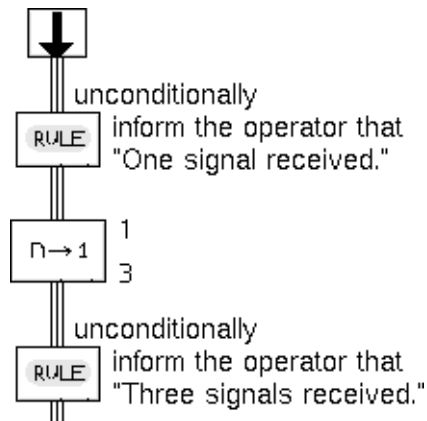 unconditionally
RULE inform the operator that
"One signal received."
1
n→1
3
unconditionally
RULE inform the operator that
"Three signals received."